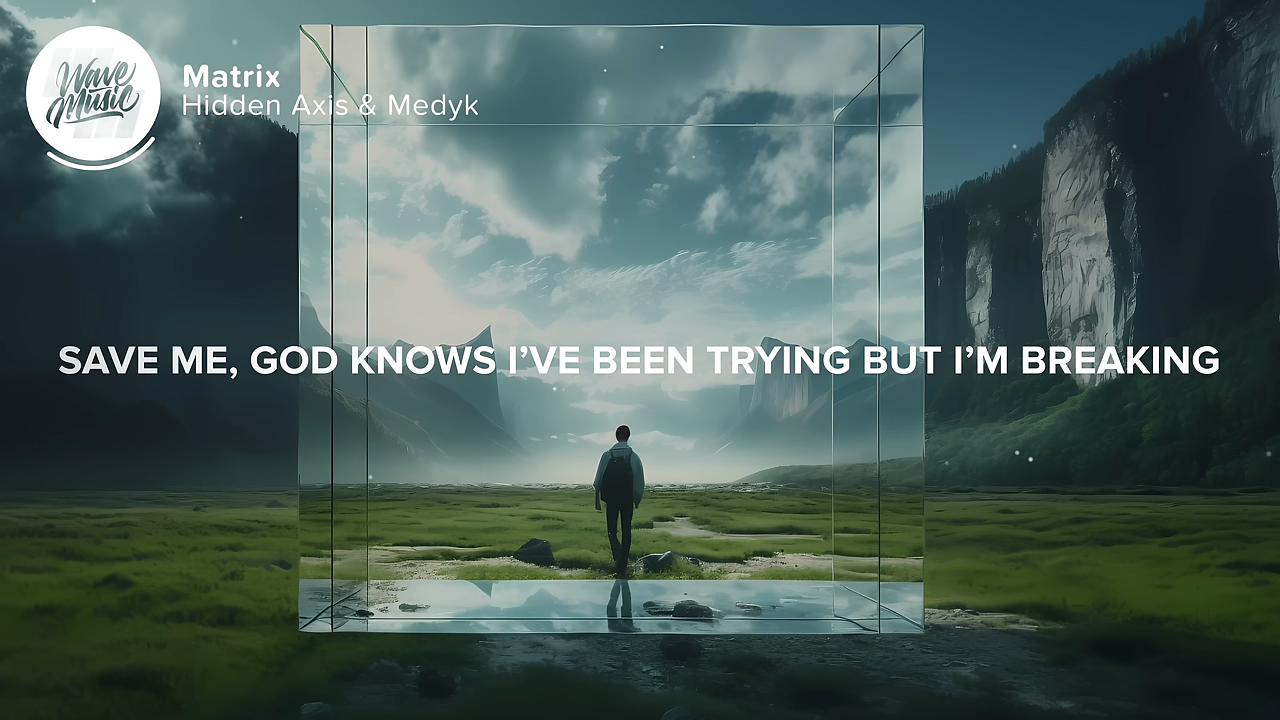 Wave
Music
Matrix
Hidden Axis & Medyk
SAVE ME, GOD KNOWS I’VE BEEN TRYING BUT I’M BREAKING